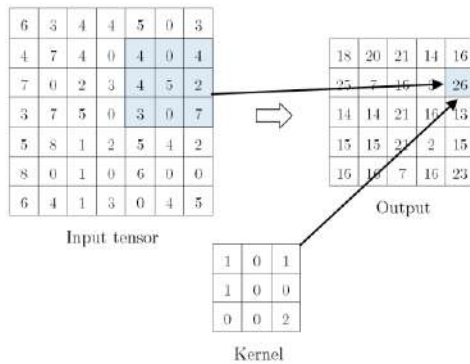 6 3 4 4 5 0 3
4 7 4 0 4 0 4
7 0 2 3 4 5 2
3 7 5 0 3 0 7
5 8 1 2 5 4 2
8 0 1 0 6 0 0
6 4 1 3 0 4 5
Input tensor
18 20 21 14 16
25 7 16 3 26
14 14 21 16 13
15 15 21 2 15
16 16 7 16 23
Output
1 0 1
1 0 0
0 0 2
Kernel